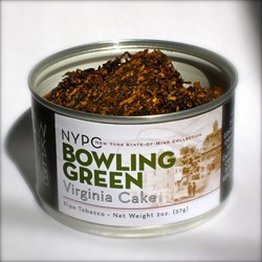 NYPC New York State-Of-Mind Collection
BOWLING
GREEN
Virginia Cake
Pipe Tobacco • Net Weight 2oz. (57g)